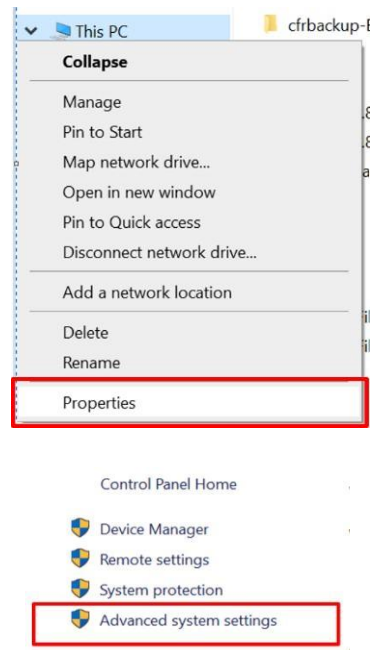 This PC
cfrbackup-
Collapse
Manage
Pin to Start
Map network drive...
Open in new window
Pin to Quick access
Disconnect network drive...
Add a network location
Delete
Rename
Properties
Control Panel Home
Device Manager
Remote settings
System protection
Advanced system settings